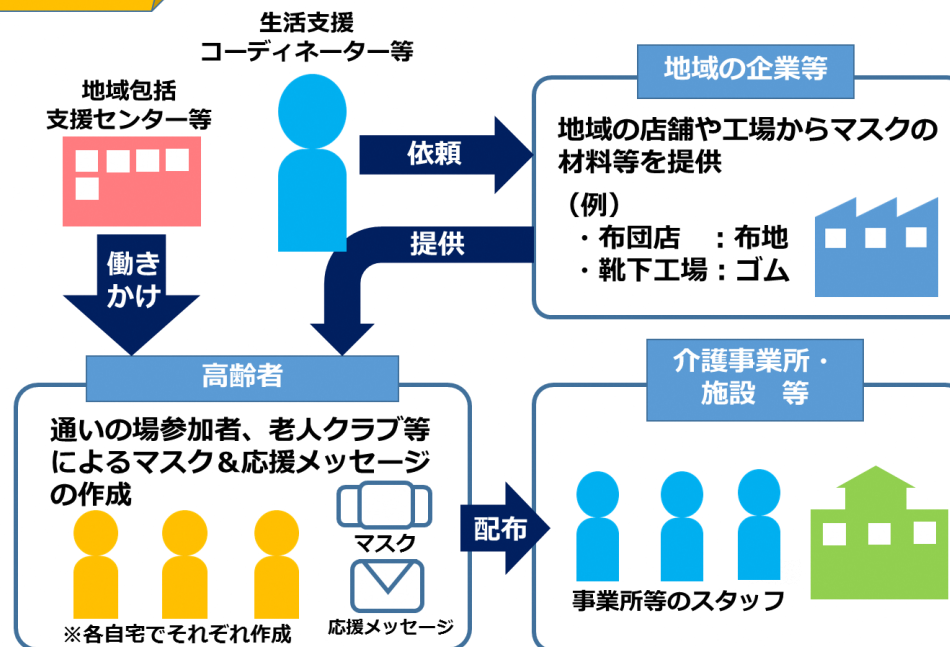 生活支援
コーディネーター等
地域包括
支援センター等
働き
かけ
依頼
提供
地域の企業等
地域の店舗や工場からマスクの
材料等を提供
（例）
・布団店　：布地
・靴下工場：ゴム
高齢者
通いの場参加者、老人クラブ等
によるマスク＆応援メッセージ
の作成
マスク
応援メッセージ
※各自宅でそれぞれ作成
配布
介護事業所・
施設　等
事業所等のスタッフ